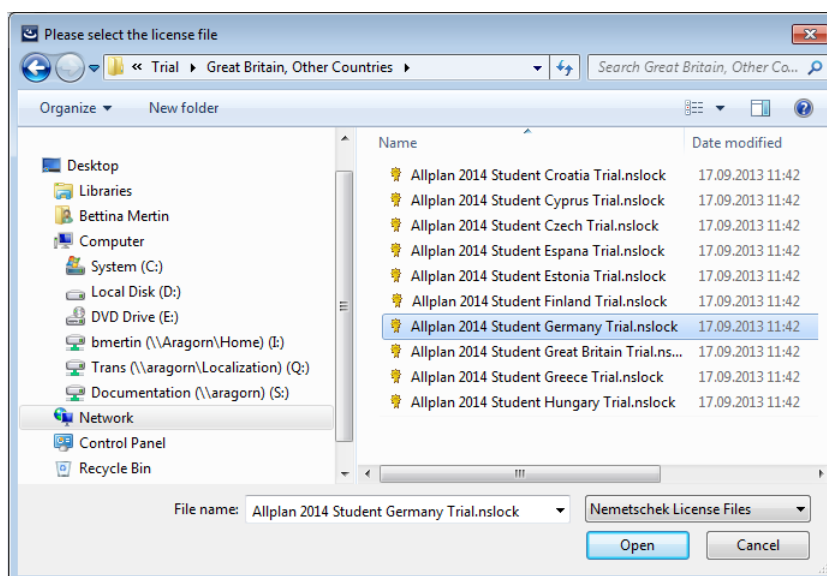 Please select the license file
« Trial ▸ Great Britain, Other Countries ▸
Search Great Britain, Other Co...
Organize ▾ New folder
Name Date modified
Desktop
Libraries
Bettina Mertin
Computer
System (C:)
Local Disk (D:)
DVD Drive (E:)
bmertin (\\Aragorn\Home) (I:)
Trans (\\aragorn\Localization) (Q:)
Documentation (\\aragorn) (S:)
Network
Control Panel
Recycle Bin
Allplan 2014 Student Croatia Trial.nslock 17.09.2013 11:42
Allplan 2014 Student Cyprus Trial.nslock 17.09.2013 11:42
Allplan 2014 Student Czech Trial.nslock 17.09.2013 11:42
Allplan 2014 Student Espana Trial.nslock 17.09.2013 11:42
Allplan 2014 Student Estonia Trial.nslock 17.09.2013 11:42
Allplan 2014 Student Finland Trial.nslock 17.09.2013 11:42
Allplan 2014 Student Germany Trial.nslock 17.09.2013 11:42
Allplan 2014 Student Great Britain Trial.ns... 17.09.2013 11:42
Allplan 2014 Student Greece Trial.nslock 17.09.2013 11:42
Allplan 2014 Student Hungary Trial.nslock 17.09.2013 11:42
File name: Allplan 2014 Student Germany Trial.nslock
Nemetschek License Files
Open Cancel